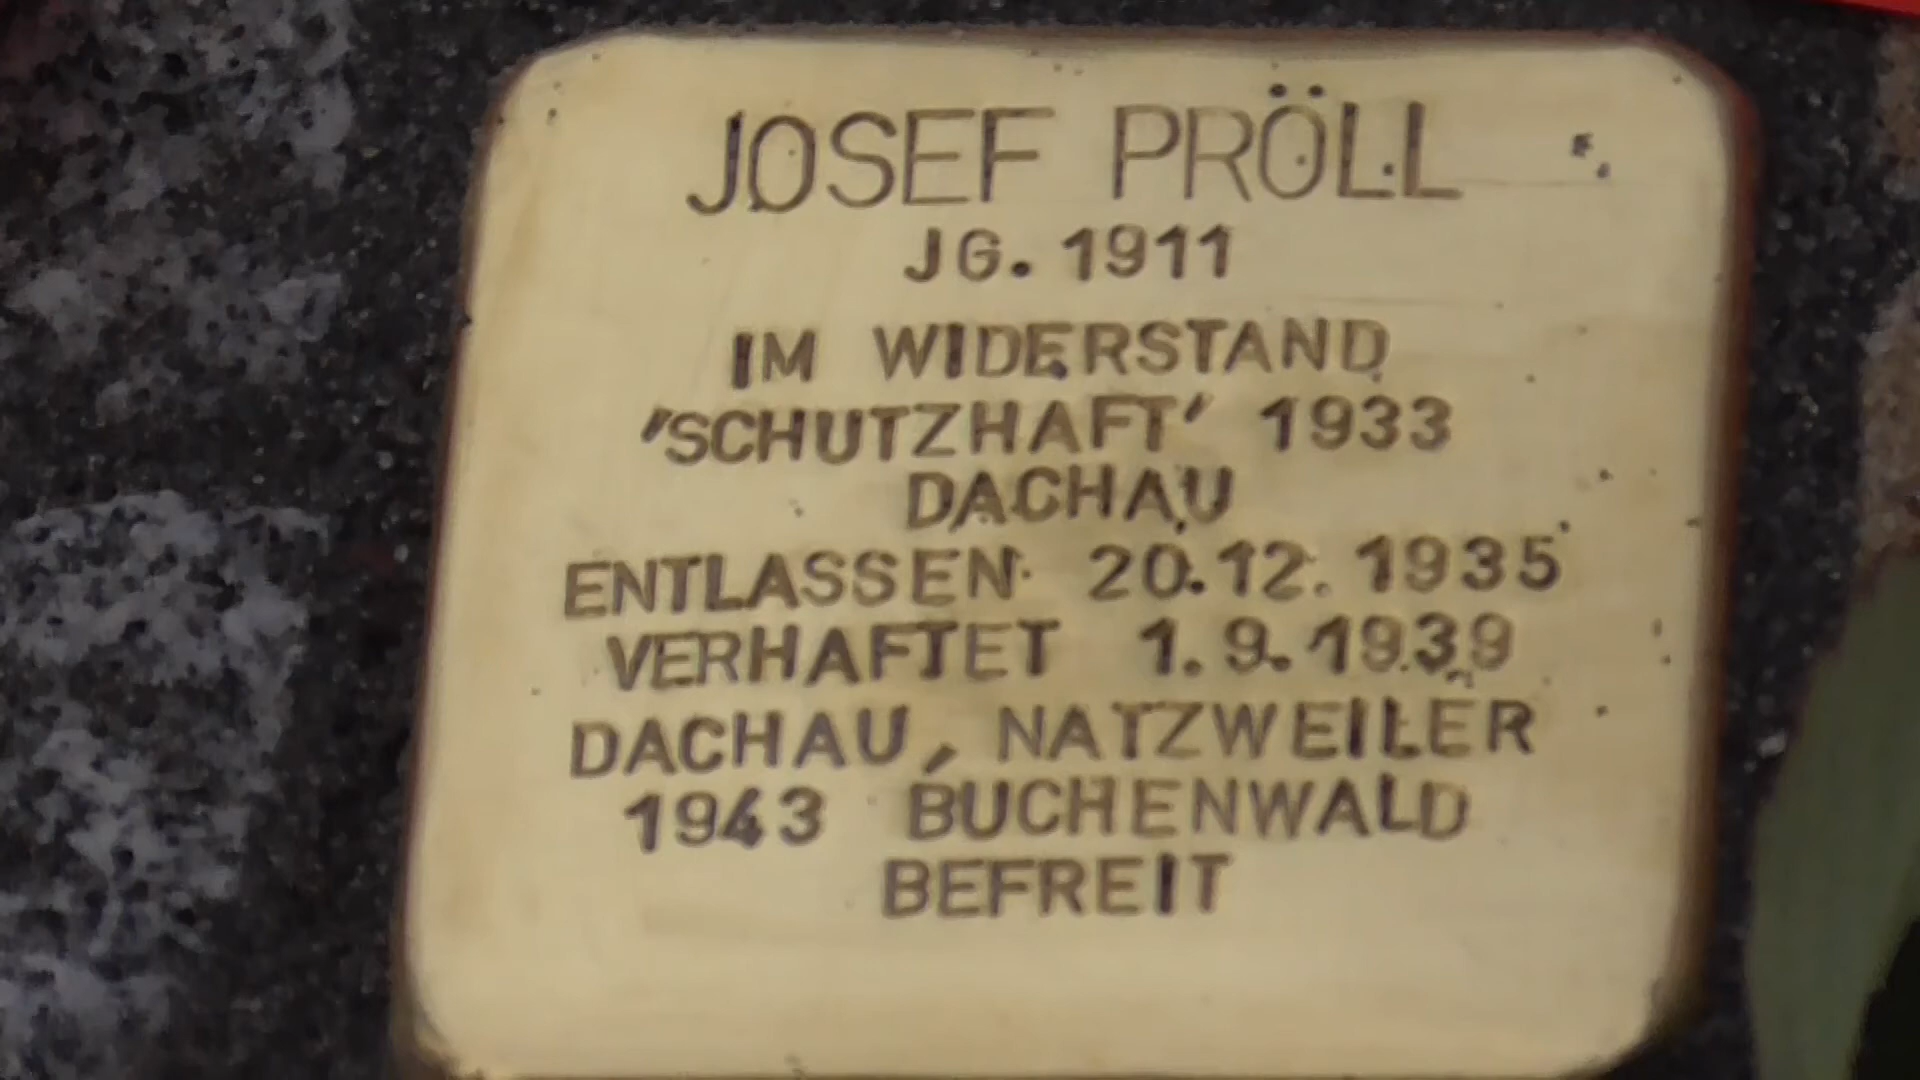 JOSEF PRÖLL
JG. 1911
IM WIDERSTAND
'SCHUTZHAFT' 1933
DACHAU
ENTLASSEN 20.12.1935
VERHAFTET 1.9.1939
DACHAU, NATZWEILER
1943 BUCHENWALD
BEFREIT